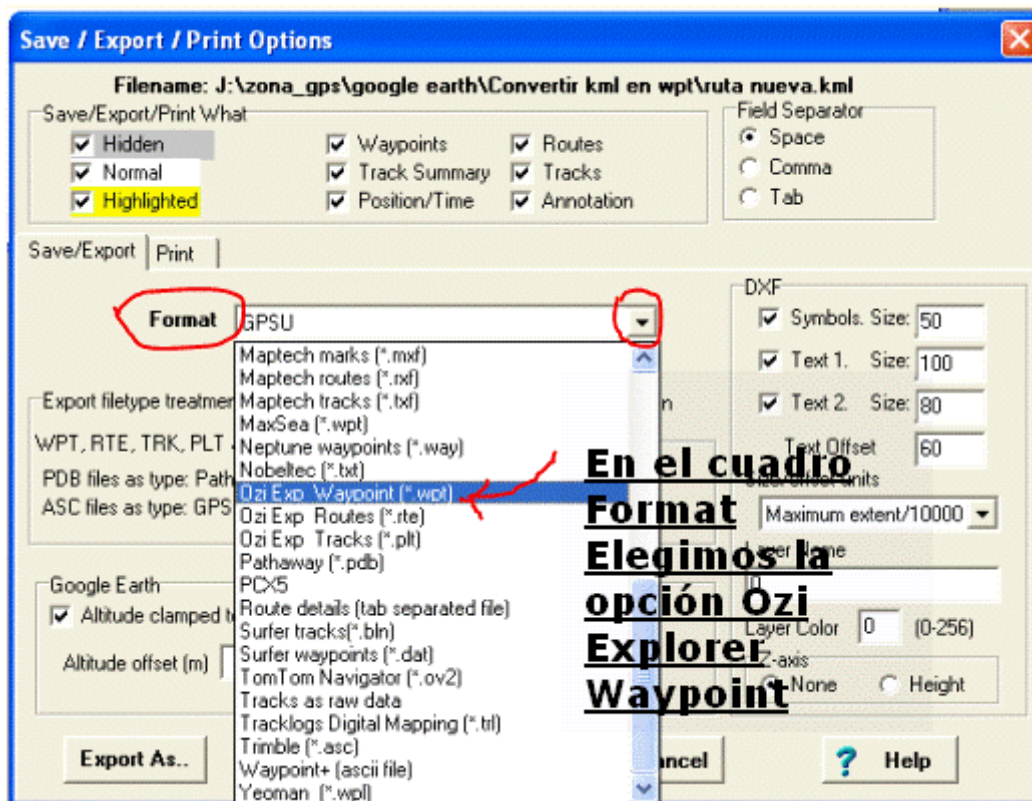 Save / Export / Print Options
Filename: J:\zona_gps\google earth\Convertir kml en wpt\ruta nueva.kml
Save/Export/Print What
Hidden
Waypoints
Routes
Normal
Track Summary
Tracks
Highlighted
Position/Time
Annotation
Field Separator
Space
Comma
Tab
Save/Export
Print
Format
GPSU
Maptech marks (*.mxf)
Maptech routes (*.rxf)
Maptech tracks (*.txf)
MaxSea (*.wpt)
Neptune waypoints (*.way)
Nobeltec (*.txt)
Ozi Exp Waypoint (*.wpt)
Ozi Exp Routes (*.rte)
Ozi Exp Tracks (*.plt)
Pathaway (*.pdb)
PCX5
Route details (tab separated file)
Surfer tracks(*.bln)
Surfer waypoints (*.dat)
TomTom Navigator (*.ov2)
Tracks as raw data
Tracklogs Digital Mapping (*.trl)
Trimble (*.asc)
Waypoint+ (ascii file)
Yeoman (*.wpl)
Export filetype treatmen
WPT, RTE, TRK, PLT
PDB files as type: Path
ASC files as type: GPS
Google Earth
Altitude clamped t
Altitude offset (m)
En el cuadro
Format
Elegimos la
opción Ozi
Explorer
Waypoint
DXF
Symbols. Size: 50
Text 1. Size: 100
Text 2. Size: 80
Text Offset 60
Size/offset units
Maximum extent/10000
Layer Name
0
Layer Color 0 (0-256)
Z-axis
None
Height
Export As..
ancel
? Help